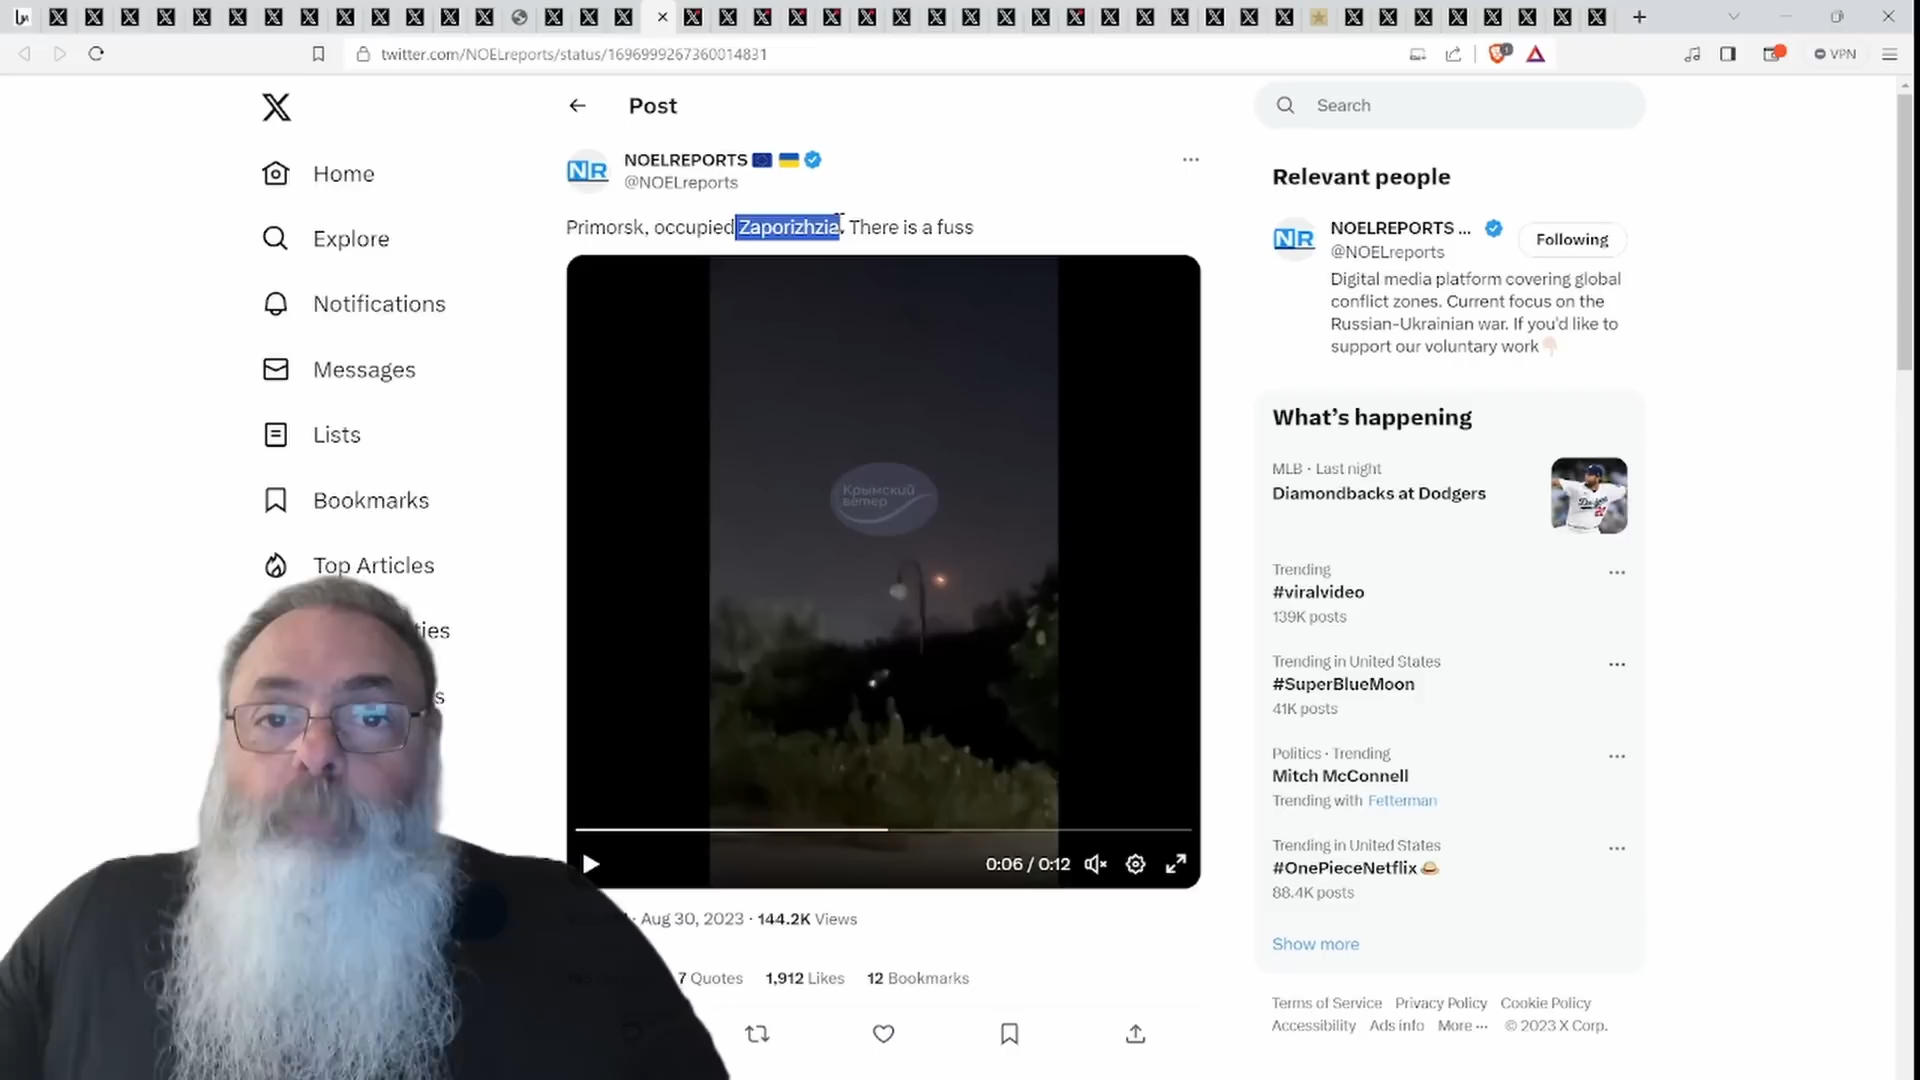 twitter.com/NOELreports/status/1696999267360014831
VPN
Post
Search
Home
Explore
Notifications
Messages
Lists
Bookmarks
Top Articles
ties
s
NOELREPORTS
@NOELreports
Primorsk, occupied Zaporizhzia. There is a fuss
NR
Крымский
ветер
0:06 / 0:12
Aug 30, 2023 · 144.2K Views
7 Quotes 1,912 Likes 12 Bookmarks
Relevant people
NR
NOELREPORTS ...
@NOELreports
Following
Digital media platform covering global
conflict zones. Current focus on the
Russian-Ukrainian war. If you'd like to
support our voluntary work
What's happening
MLB · Last night
Diamondbacks at Dodgers
Trending
#viralvideo
139K posts
Trending in United States
#SuperBlueMoon
41K posts
Politics · Trending
Mitch McConnell
Trending with Fetterman
Trending in United States
#OnePieceNetflix
88.4K posts
Show more
Terms of Service Privacy Policy Cookie Policy
Accessibility Ads info More ··· © 2023 X Corp.